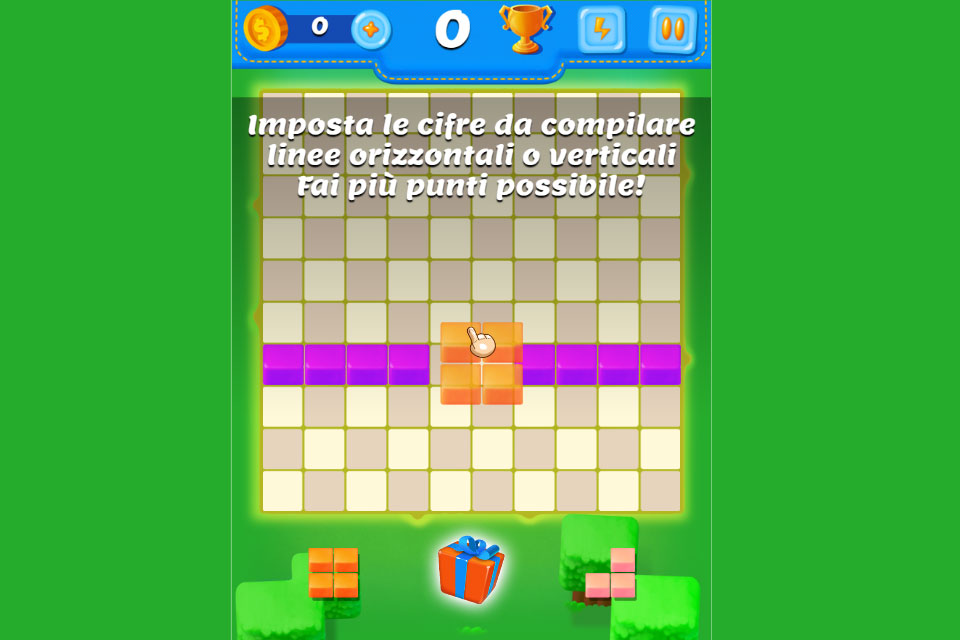 0
0
Imposta le cifre da compilare
linee orizzontali o verticali
Fai più punti possibile!